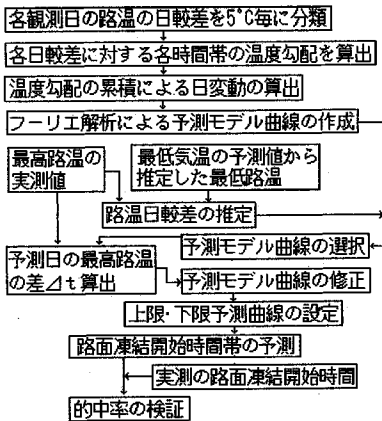 各観測日の路温の日較差を5℃毎に分類
各日較差に対する各時間帯の温度勾配を算出
温度勾配の累積による日変動の算出
フーリエ解析による予測モデル曲線の作成
最高路温の
実測値
最低気温の予測値から
推定した最低路温
路温日較差の推定
予測モデル曲線の選択
予測日の最高路温
の差⊿t算出
予測モデル曲線の修正
上限・下限予測曲線の設定
路面凍結開始時間帯の予測
実測の路面凍結開始時間
的中率の検証